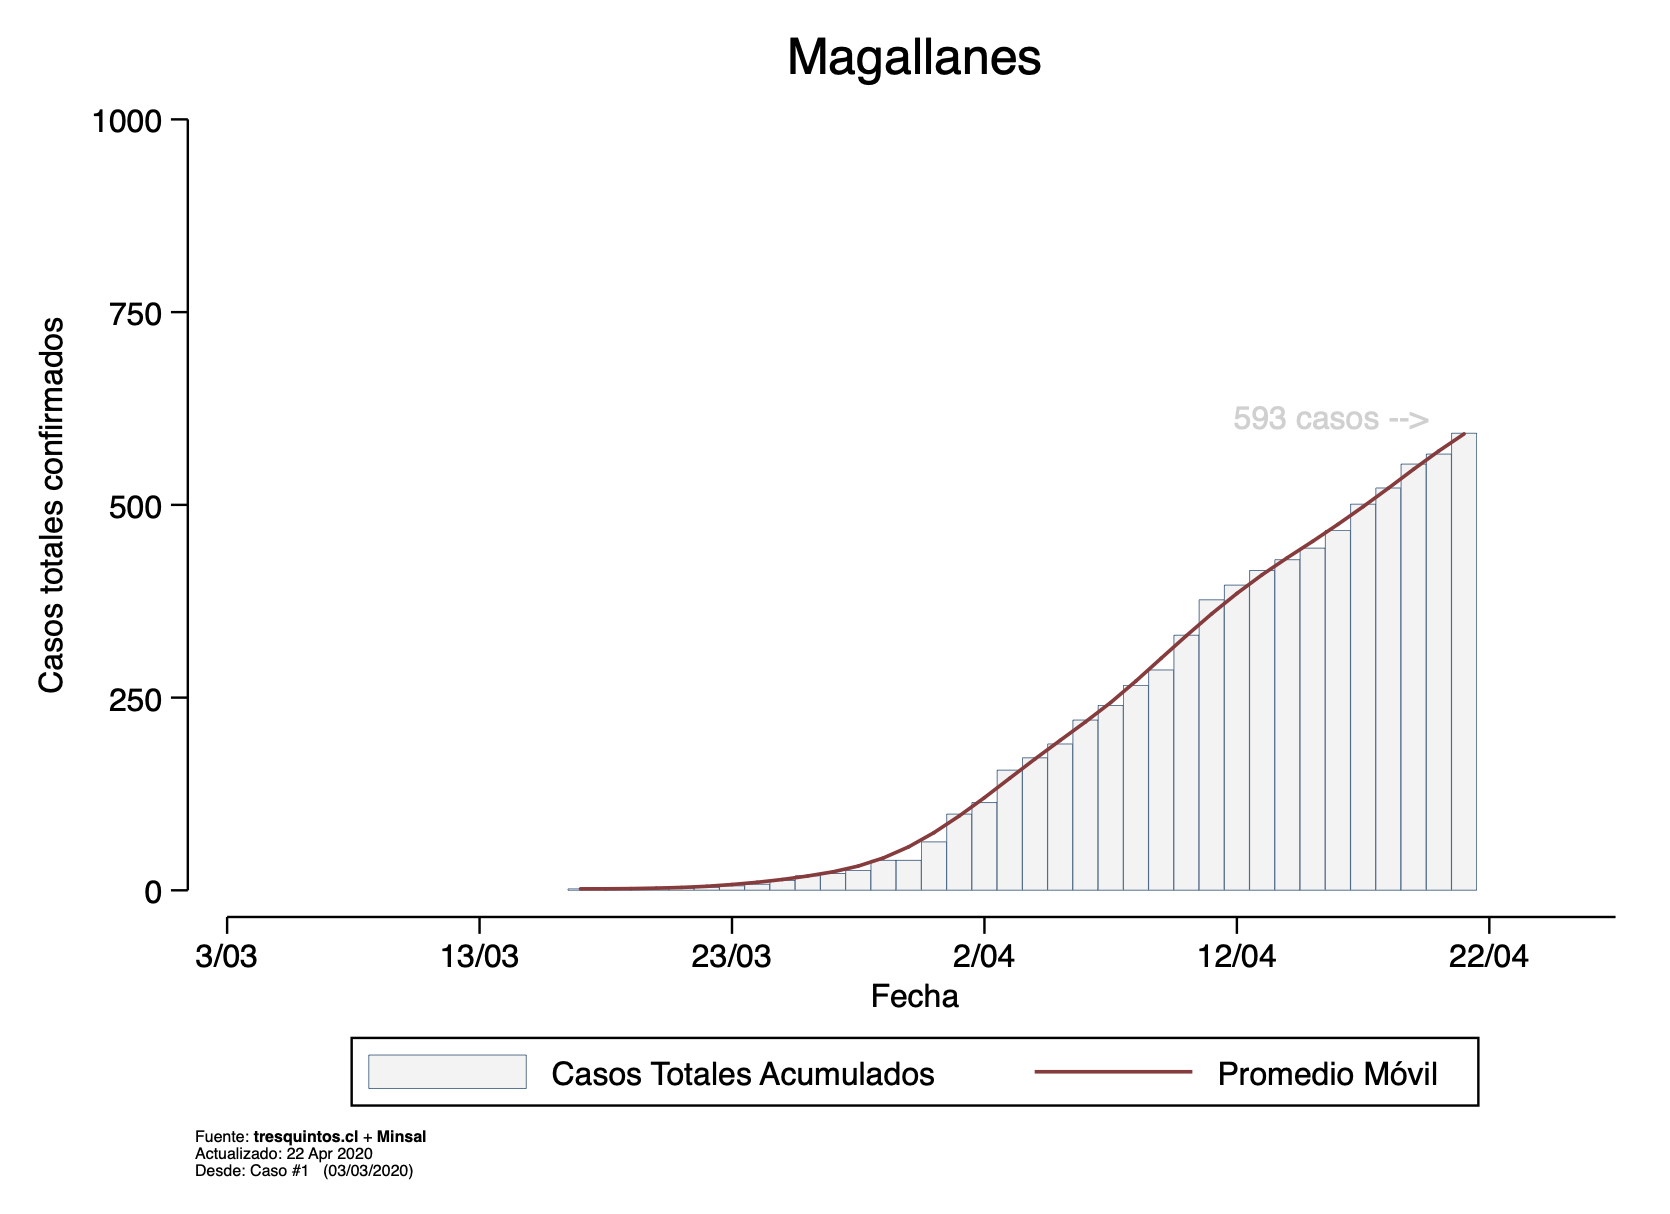 Magallanes
1000
750
500
250
0
Casos totales confirmados
593 casos -->
3/03 13/03 23/03 2/04 12/04 22/04
Fecha
Casos Totales Acumulados Promedio Móvil
Fuente: tresquintos.cl + Minsal
Actualizado: 22 Apr 2020
Desde: Caso #1 (03/03/2020)